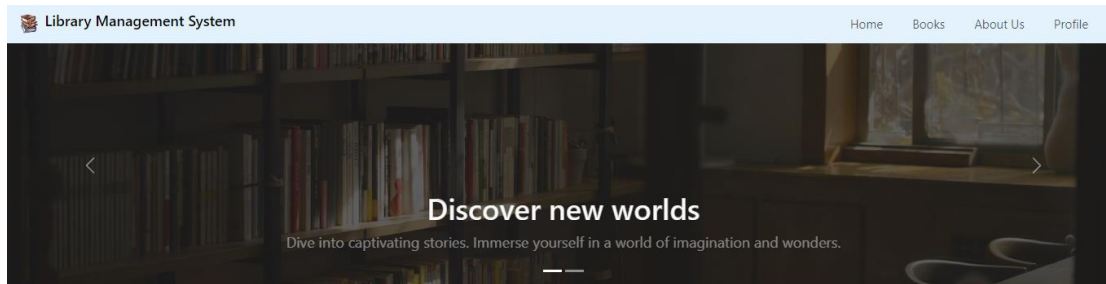 Library Management System
Home Books About Us Profile
Discover new worlds
Dive into captivating stories. Immerse yourself in a world of imagination and wonders.